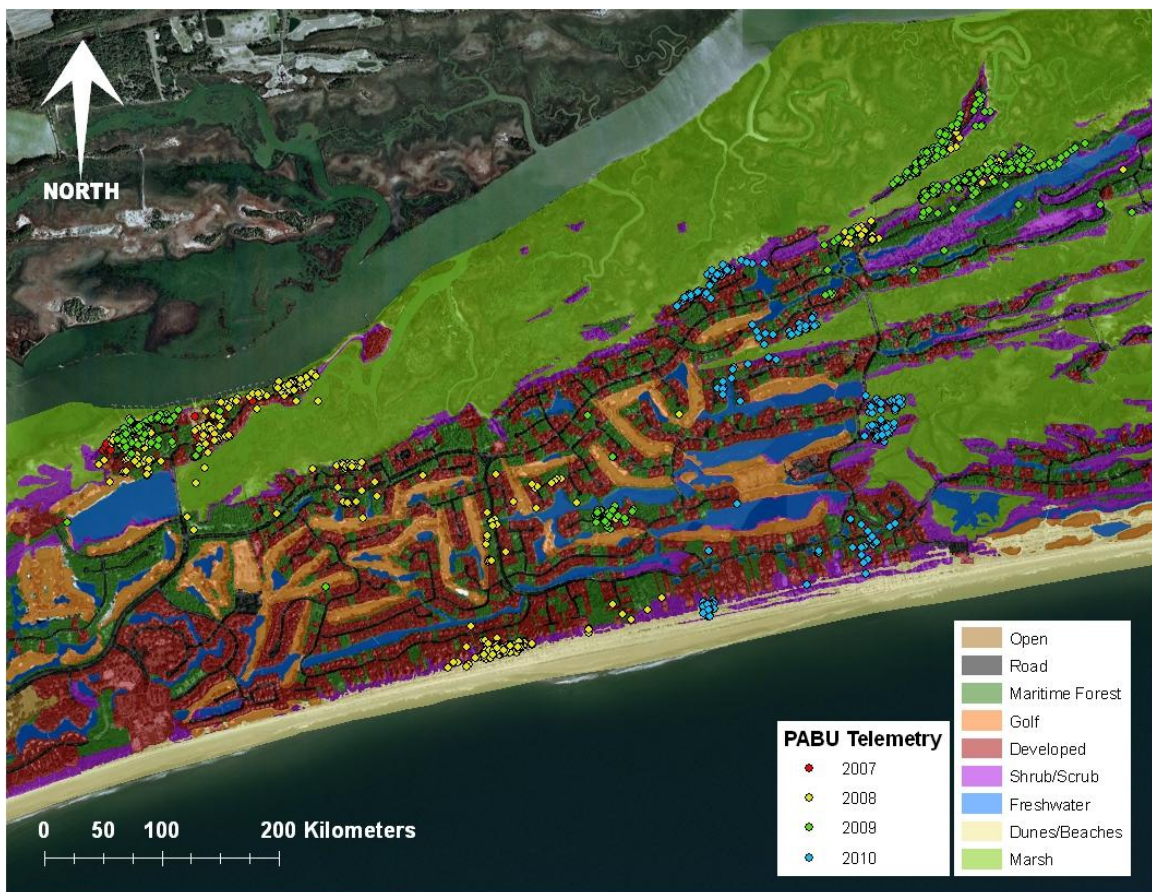 NORTH
0 50 100 200 Kilometers
PABU Telemetry
2007
2008
2009
2010
Open
Road
Maritime Forest
Golf
Developed
Shrub/Scrub
Freshwater
Dunes/Beaches
Marsh